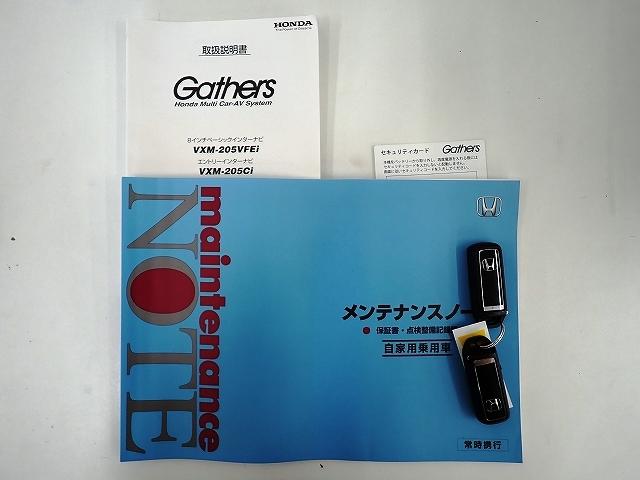 HONDA
The Power of Dreams
取扱説明書
Gathers
Honda Multi Car-AV System
8インチベーシックインターナビ
VXM-205VFEi
エントリーインターナビ
VXM-205Ci
セキュリティカード Gathers
maintenance
NOTE
メンテナンスノー
保証書・点検整備記録
自家用乗用車
常時携行